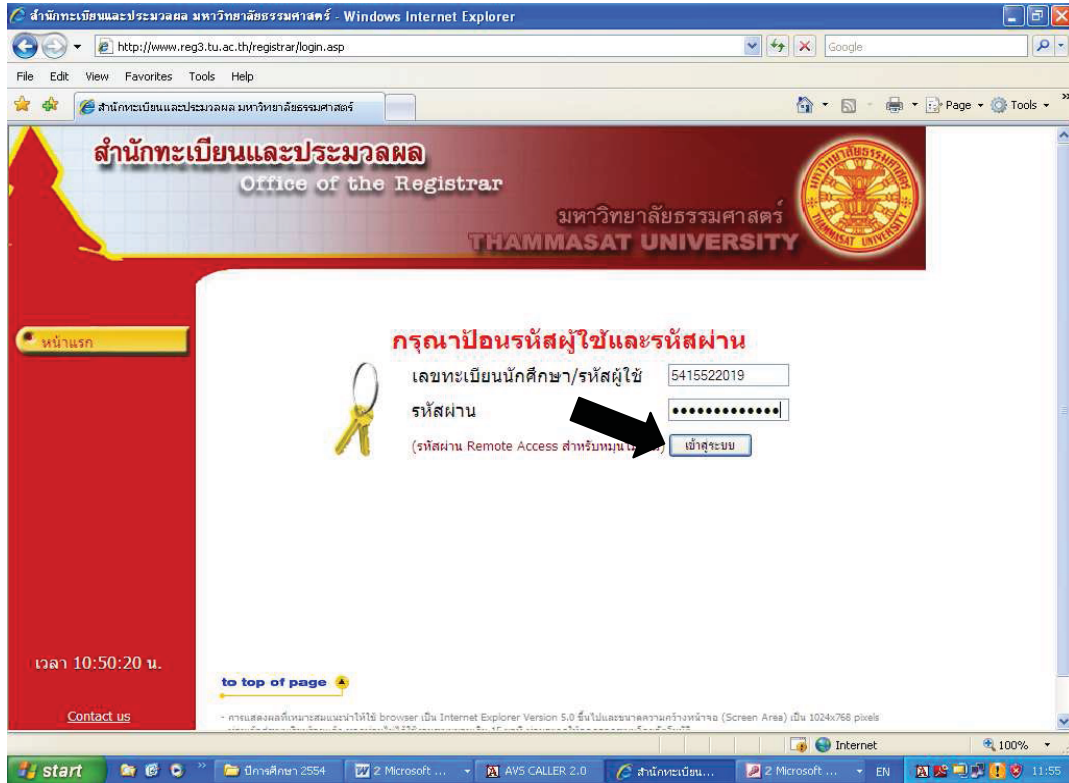 สำนักทะเบียนและประมวลผล มหาวิทยาลัยธรรมศาสตร์ - Windows Internet Explorer
http://www.reg3.tu.ac.th/registrar/login.asp
Google
File Edit View Favorites Tools Help
สำนักทะเบียนและประมวลผล มหาวิทยาลัยธรรมศาสตร์
Page Tools
สำนักทะเบียนและประมวลผล
Office of the Registrar
มหาวิทยาลัยธรรมศาสตร์
THAMMASAT UNIVERSITY
หน้าแรก
กรุณาป้อนรหัสผู้ใช้และรหัสผ่าน
เลขทะเบียนนักศึกษา/รหัสผู้ใช้ 5415522019
รหัสผ่าน
(รหัสผ่าน Remote Access สำหรับ
เข้าสู่ระบบ
เวลา 10:50:20 น.
to top of page
Contact us
- การแสดงผลที่เหมาะสมแนะนำให้ใช้ browser เป็น Internet Explorer Version 5.0 ขึ้นไปและขนาดความกว้างหน้าจอ (Screen Area) เป็น 1024x768 pixels
Internet 100%
start ปีการศึกษา 2554 2 Microsoft ... AVS CALLER 2.0 สำนักทะเบียน... 2 Microsoft ... EN 11:55